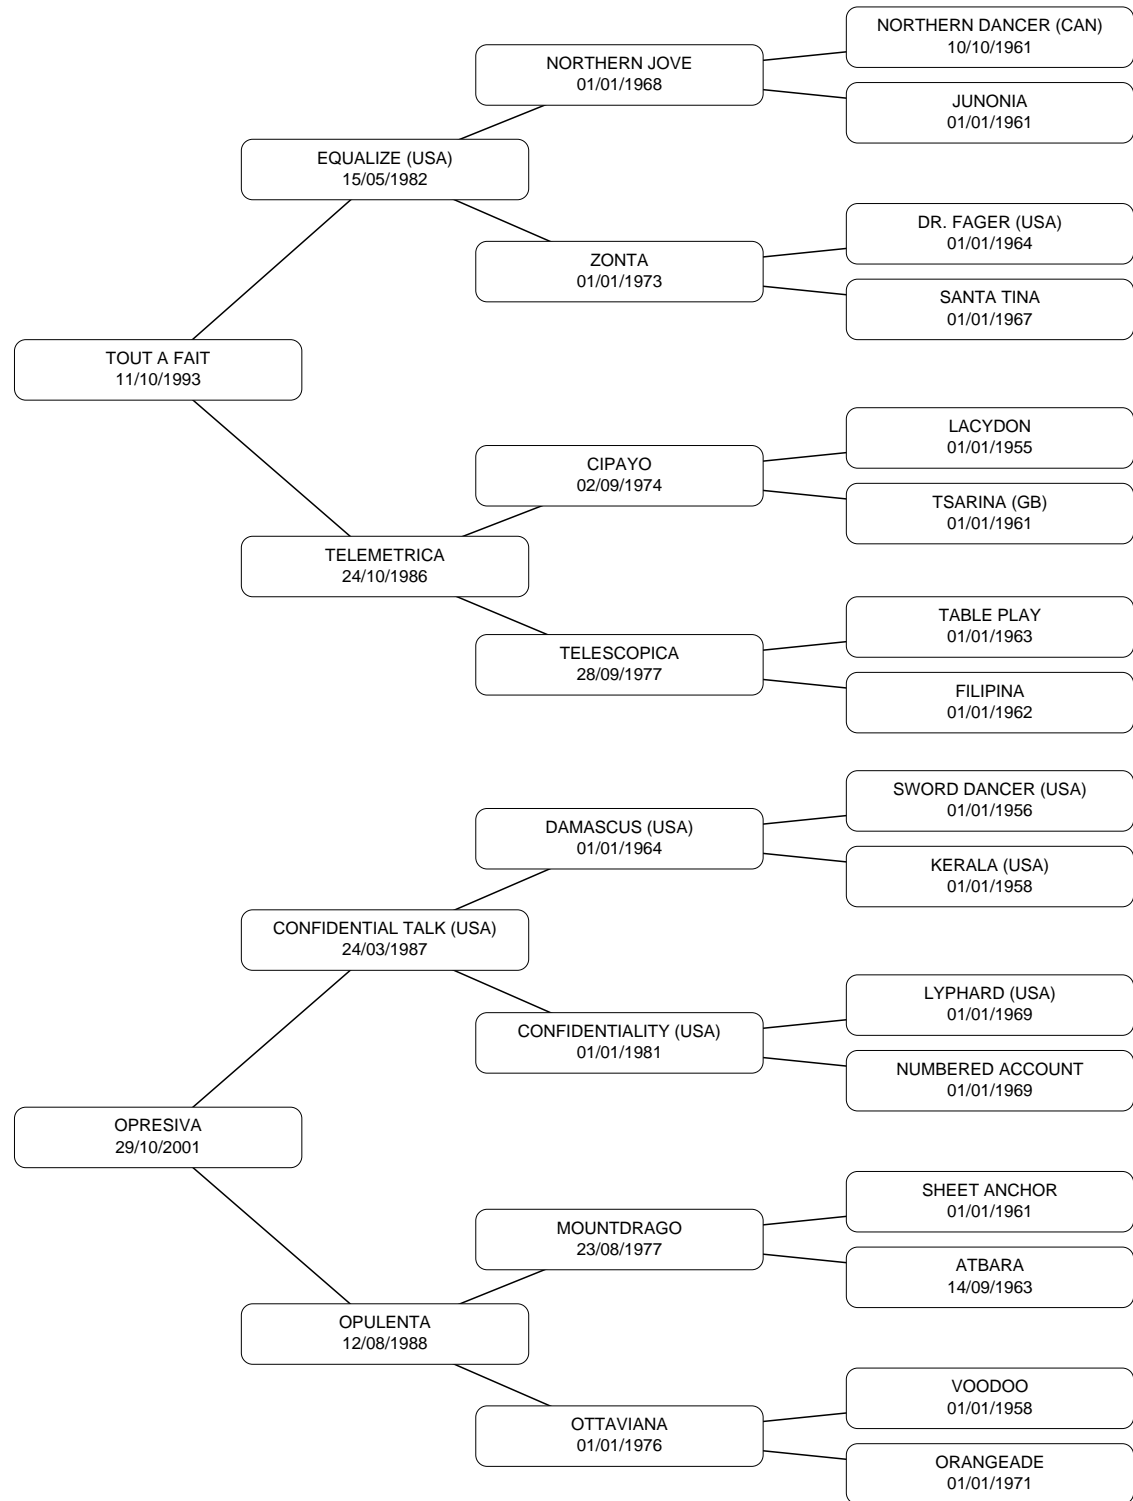 NORTHERN DANCER (CAN)
10/10/1961
NORTHERN JOVE
01/01/1968
JUNONIA
01/01/1961
EQUALIZE (USA)
15/05/1982
DR. FAGER (USA)
01/01/1964
ZONTA
01/01/1973
SANTA TINA
01/01/1967
TOUT A FAIT
11/10/1993
LACYDON
01/01/1955
CIPAYO
02/09/1974
TSARINA (GB)
01/01/1961
TELEMETRICA
24/10/1986
TABLE PLAY
01/01/1963
TELESCOPICA
28/09/1977
FILIPINA
01/01/1962
SWORD DANCER (USA)
01/01/1956
DAMASCUS (USA)
01/01/1964
KERALA (USA)
01/01/1958
CONFIDENTIAL TALK (USA)
24/03/1987
LYPHARD (USA)
01/01/1969
CONFIDENTIALITY (USA)
01/01/1981
NUMBERED ACCOUNT
01/01/1969
OPRESIVA
29/10/2001
SHEET ANCHOR
01/01/1961
MOUNTDRAGO
23/08/1977
ATBARA
14/09/1963
OPULENTA
12/08/1988
VOODOO
01/01/1958
OTTAVIANA
01/01/1976
ORANGEADE
01/01/1971